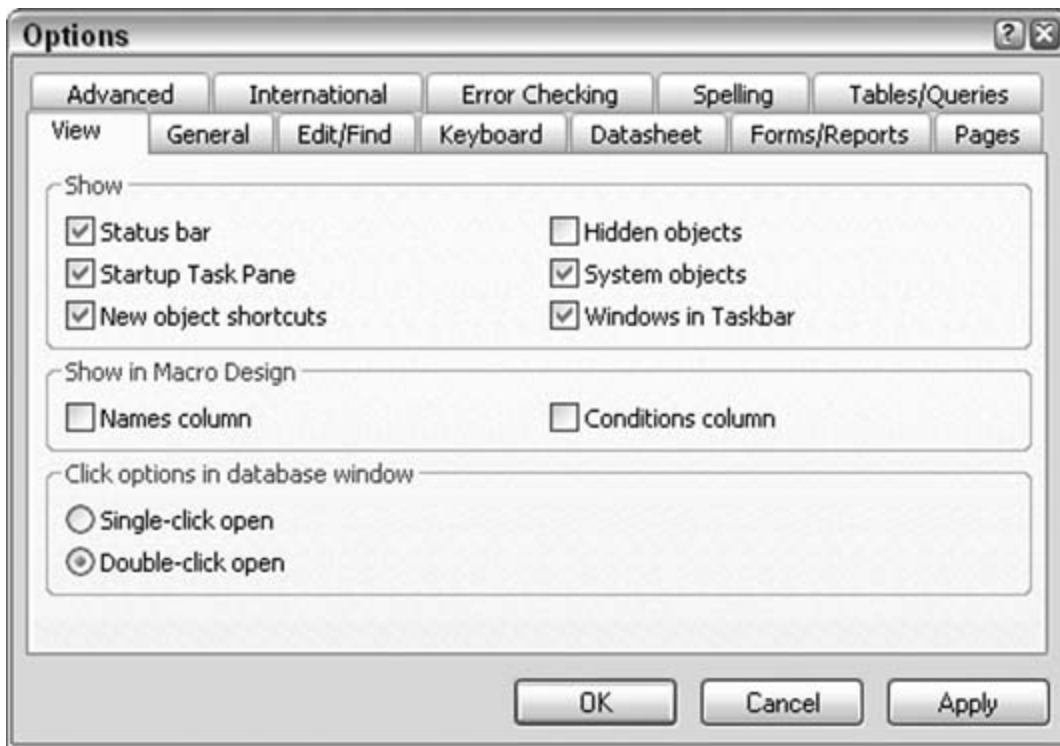 Options
Advanced International Error Checking Spelling Tables/Queries
View General Edit/Find Keyboard Datasheet Forms/Reports Pages
Show
Status bar Hidden objects
Startup Task Pane System objects
New object shortcuts Windows in Taskbar
Show in Macro Design
Names column Conditions column
Click options in database window
Single-click open
Double-click open
OK Cancel Apply